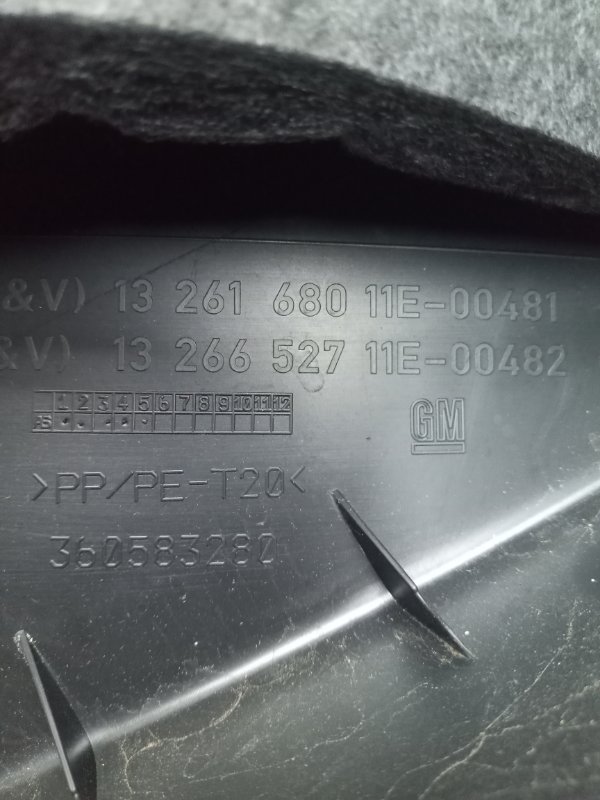 &V) 13 261 680 11E-00481
&V) 13 266 527 11E-00482
1 2 3 4 5 6 7 8 9 10 11 12
GM
>PP/PE-T20<
360583280